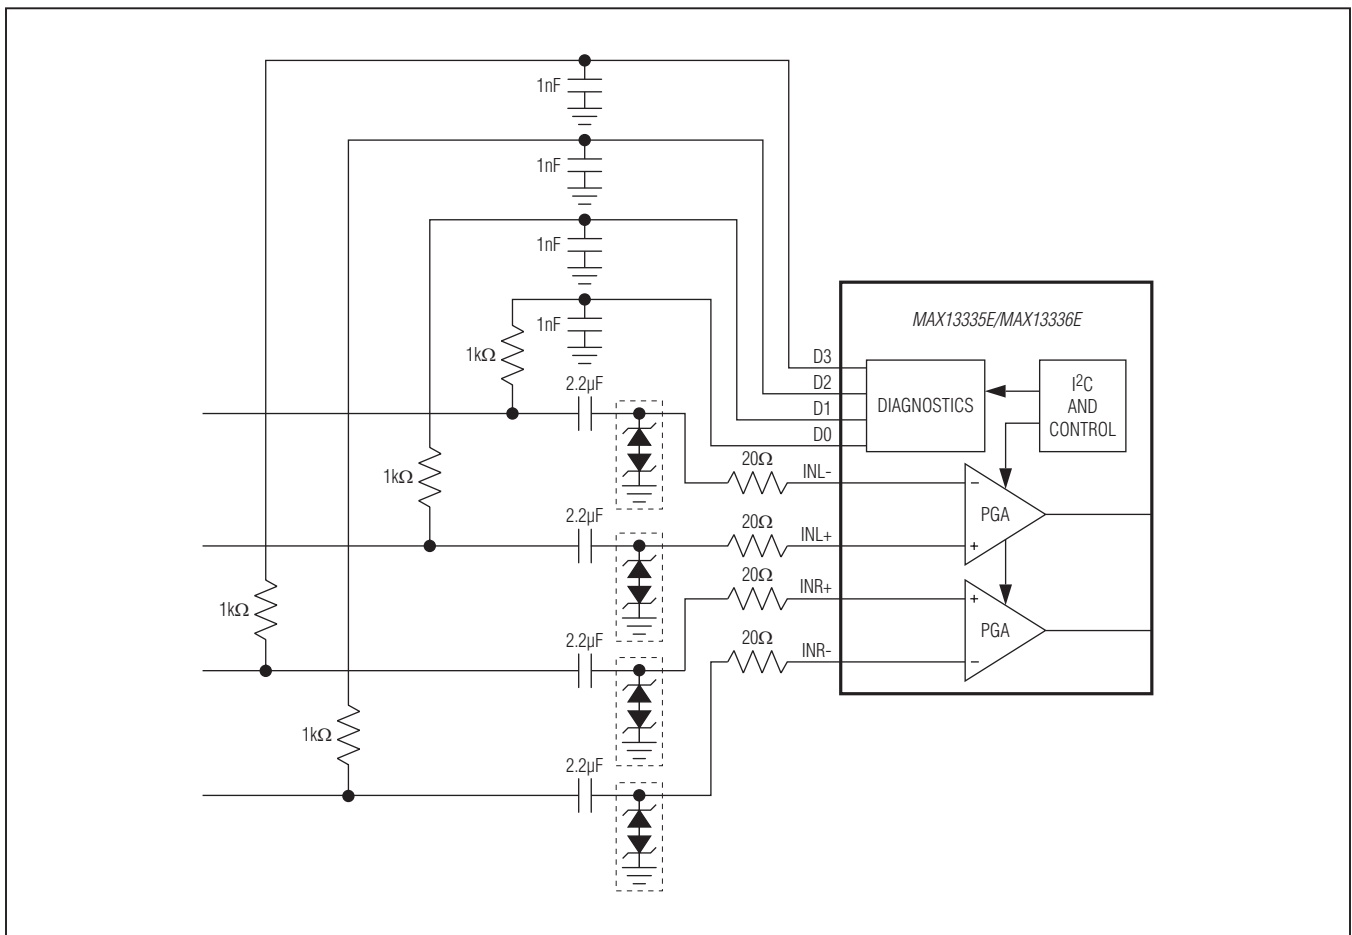 1nF
1nF
1nF
1nF
MAX13335E/MAX13336E
1kΩ
D3
D2
D1
D0
DIAGNOSTICS
I²C
AND
CONTROL
2.2µF
20Ω
INL-
−
1kΩ
PGA
2.2µF
20Ω
INL+
+
20Ω
INR+
+
1kΩ
PGA
2.2µF
20Ω
INR-
−
1kΩ
2.2µF